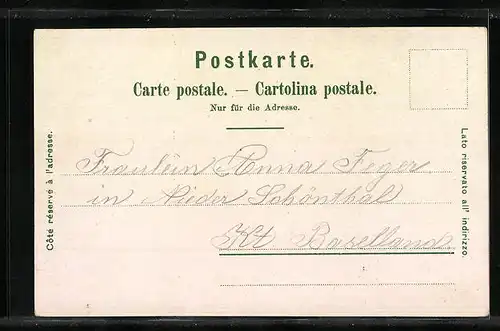 Postkarte.
Carte postale. — Cartolina postale.
Nur für die Adresse.
Côté réservé à l'adresse.
Lato riservato all' indirizzo.
Fräulein Anna Feger
in Nieder Schönthal
Kt Baselland